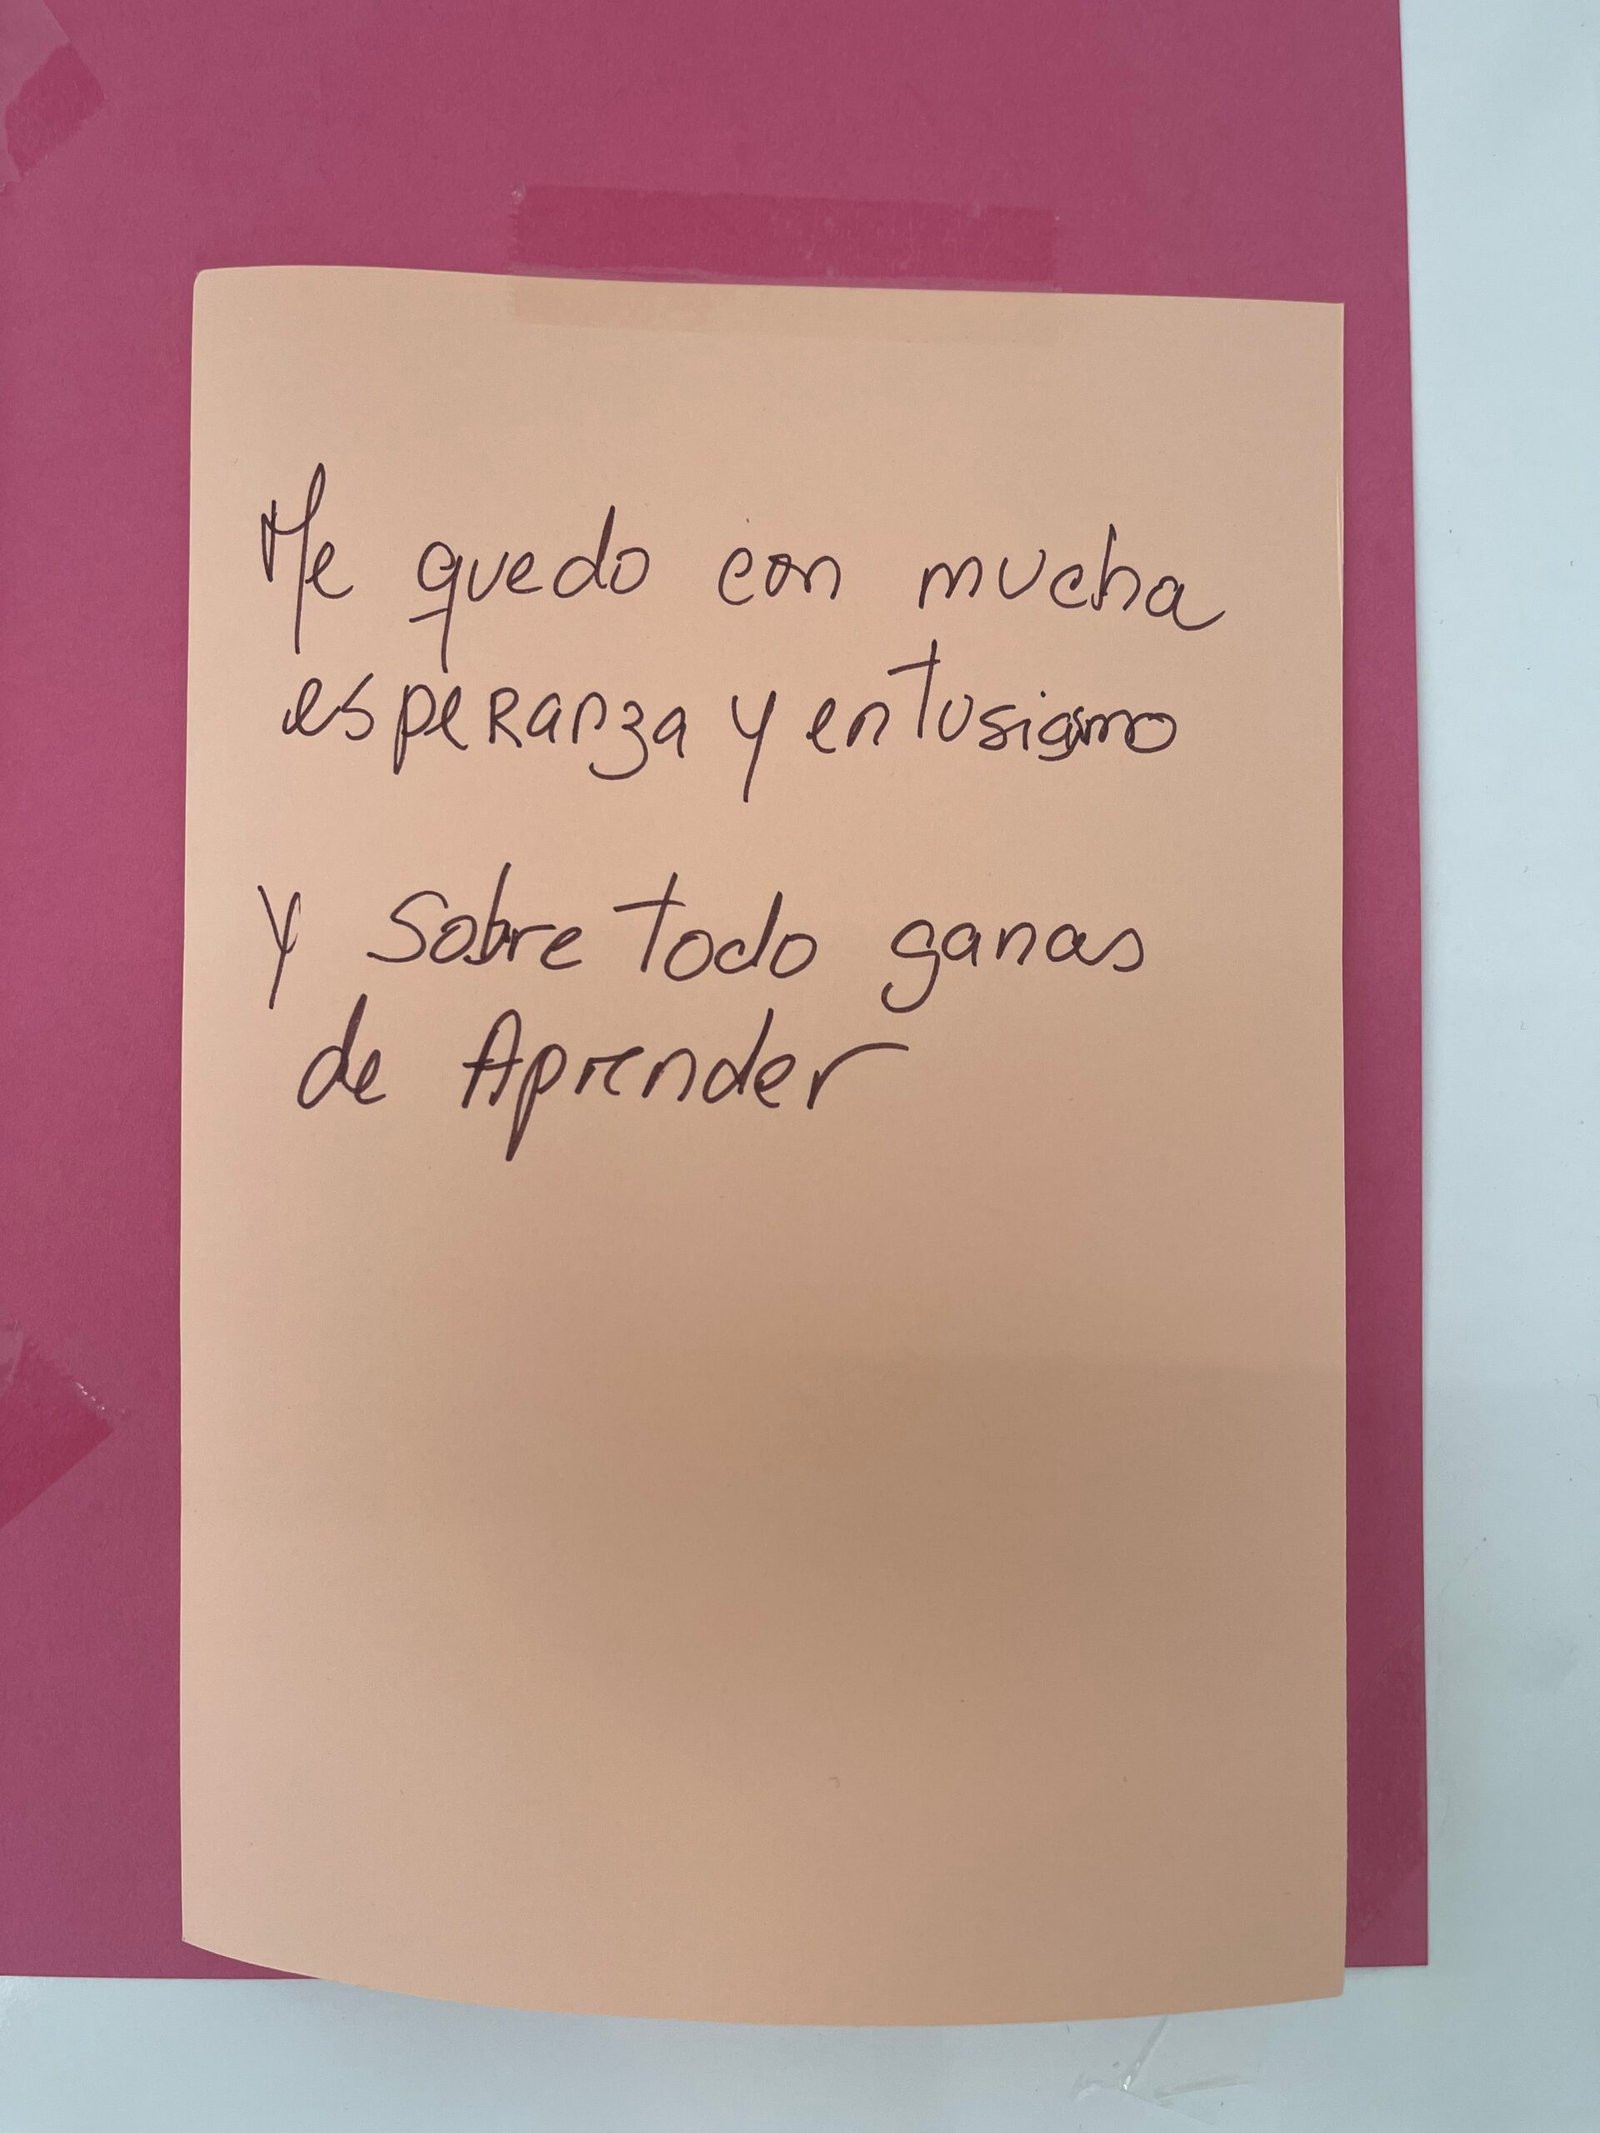 Me quedo con mucha
esperanza y entusiasmo
Y sobre todo ganas
de Aprender